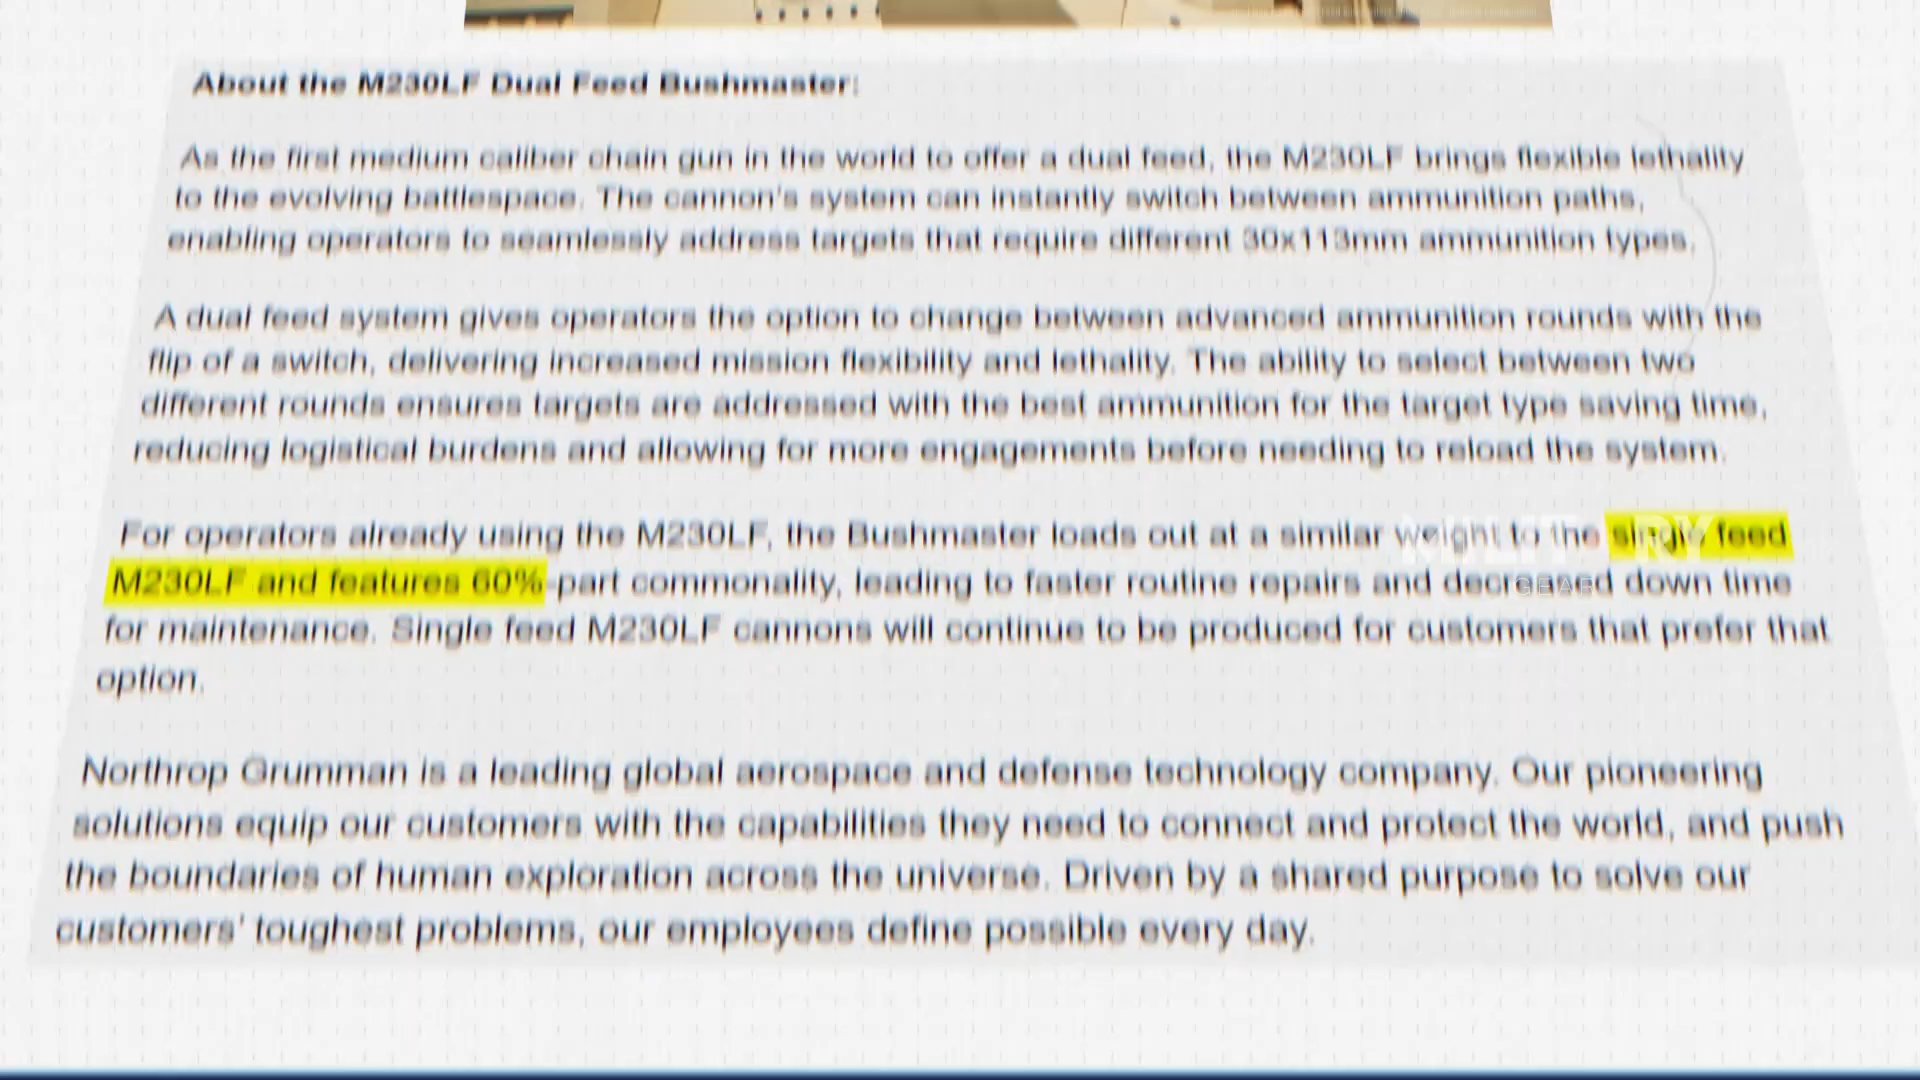 About the M230LF Dual Feed Bushmaster:
As the first medium caliber chain gun in the world to offer a dual feed, the M230LF brings flexible lethality
to the evolving battlespace. The cannon's system can instantly switch between ammunition paths,
enabling operators to seamlessly address targets that require different 30x113mm ammunition types.
A dual feed system gives operators the option to change between advanced ammunition rounds with the
flip of a switch, delivering increased mission flexibility and lethality. The ability to select between two
different rounds ensures targets are addressed with the best ammunition for the target type saving time,
reducing logistical burdens and allowing for more engagements before needing to reload the system.
For operators already using the M230LF, the Bushmaster loads out at a similar weight to the single feed
M230LF and features 60% part commonality, leading to faster routine repairs and decreased down time
for maintenance. Single feed M230LF cannons will continue to be produced for customers that prefer that
option.
Northrop Grumman is a leading global aerospace and defense technology company. Our pioneering
solutions equip our customers with the capabilities they need to connect and protect the world, and push
the boundaries of human exploration across the universe. Driven by a shared purpose to solve our
customers' toughest problems, our employees define possible every day.
MILITARY
GEAR